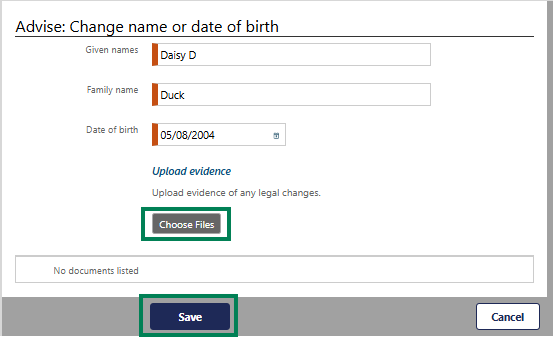 Advise: Change name or date of birth
Given names
Daisy D
Family name
Duck
Date of birth
05/08/2004
Upload evidence
Upload evidence of any legal changes.
Choose Files
No documents listed
Save
Cancel